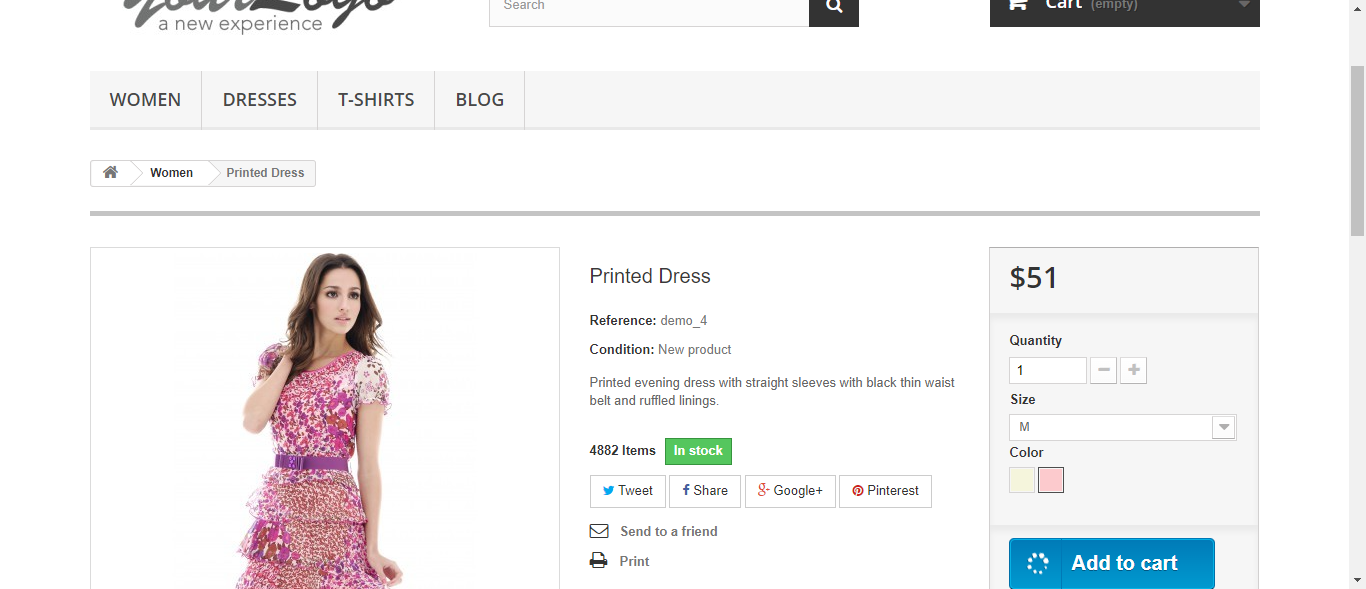 YourLogo
a new experience
Search
Cart (empty)
WOMEN
DRESSES
T-SHIRTS
BLOG
Women
Printed Dress
Printed Dress
Reference: demo_4
Condition: New product
Printed evening dress with straight sleeves with black thin waist
belt and ruffled linings.
4882 Items
In stock
Tweet
Share
Google+
Pinterest
Send to a friend
Print
$51
Quantity
1
Size
M
Color
Add to cart